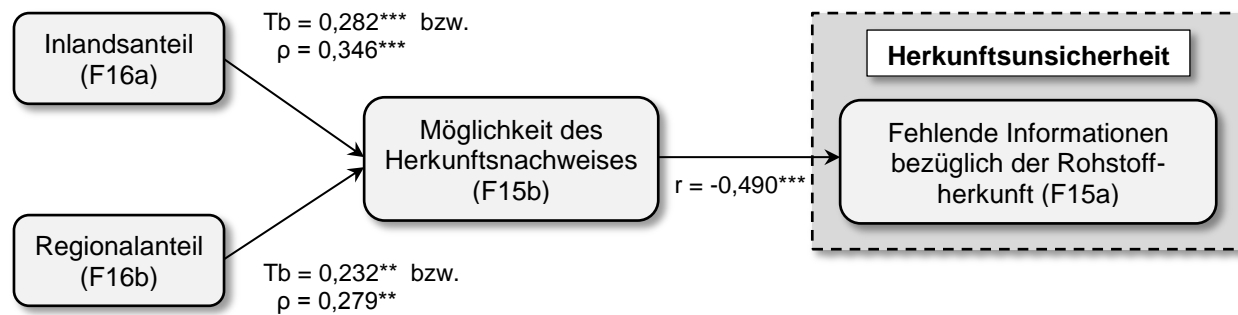 Tb = 0,282*** bzw.
ρ = 0,346***
Inlandsanteil
(F16a)
Herkunftsunsicherheit
Möglichkeit des
Herkunftsnachweises
(F15b)
r = -0,490***
Fehlende Informationen
bezüglich der Rohstoff-
herkunft (F15a)
Regionalanteil
(F16b)
Tb = 0,232** bzw.
ρ = 0,279**